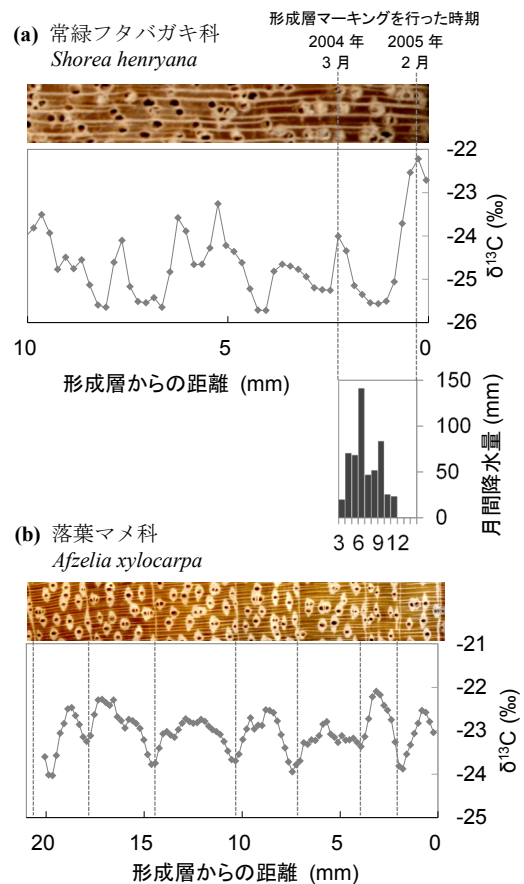 形成層マーキングを行った時期
(a) 常緑フタバガキ科
Shorea henryana
2004 年
3 月
2005 年
2 月
-22
-23
-24
-25
-26
δ¹³C (‰)
10 5 0
形成層からの距離 (mm)
150
100
50
0
月間降水量 (mm)
3 6 9 12
(b) 落葉マメ科
Afzelia xylocarpa
-21
-22
-23
-24
-25
δ¹³C (‰)
20 15 10 5 0
形成層からの距離 (mm)